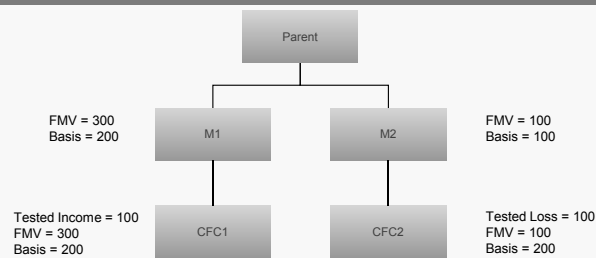 Parent
FMV = 300
Basis = 200
M1
M2
FMV = 100
Basis = 100
Tested Income = 100
FMV = 300
Basis = 200
CFC1
CFC2
Tested Loss = 100
FMV = 100
Basis = 200